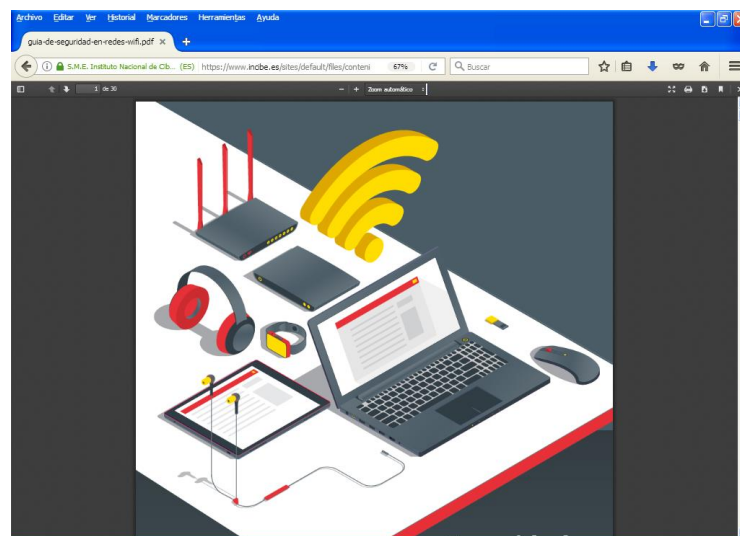 Archivo Editar Ver Historial Marcadores Herramientas Ayuda
guia-de-seguridad-en-redes-wifi.pdf
S.M.E. Instituto Nacional de Cib... (ES) https://www.incibe.es/sites/default/files/conteni 67% Buscar
1 de 30 Zoom automático